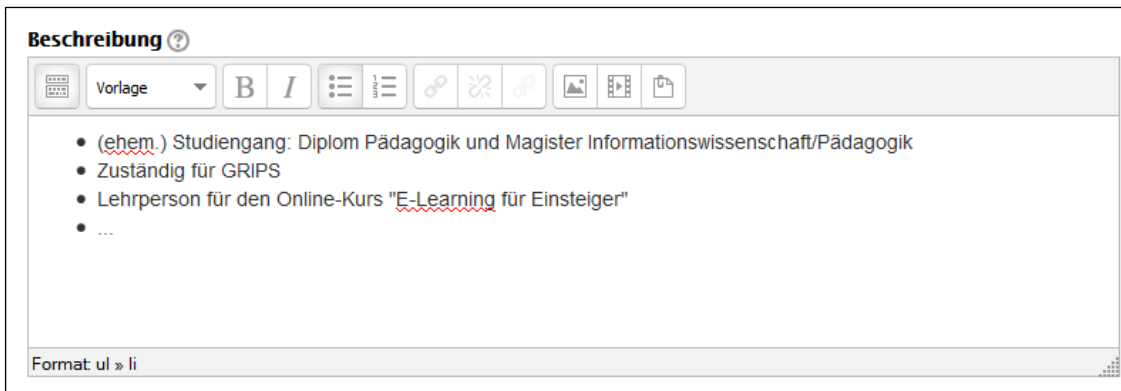 Beschreibung
Vorlage
B I
(ehem.) Studiengang: Diplom Pädagogik und Magister Informationswissenschaft/Pädagogik
Zuständig für GRIPS
Lehrperson für den Online-Kurs "E-Learning für Einsteiger"
...
Format: ul » li